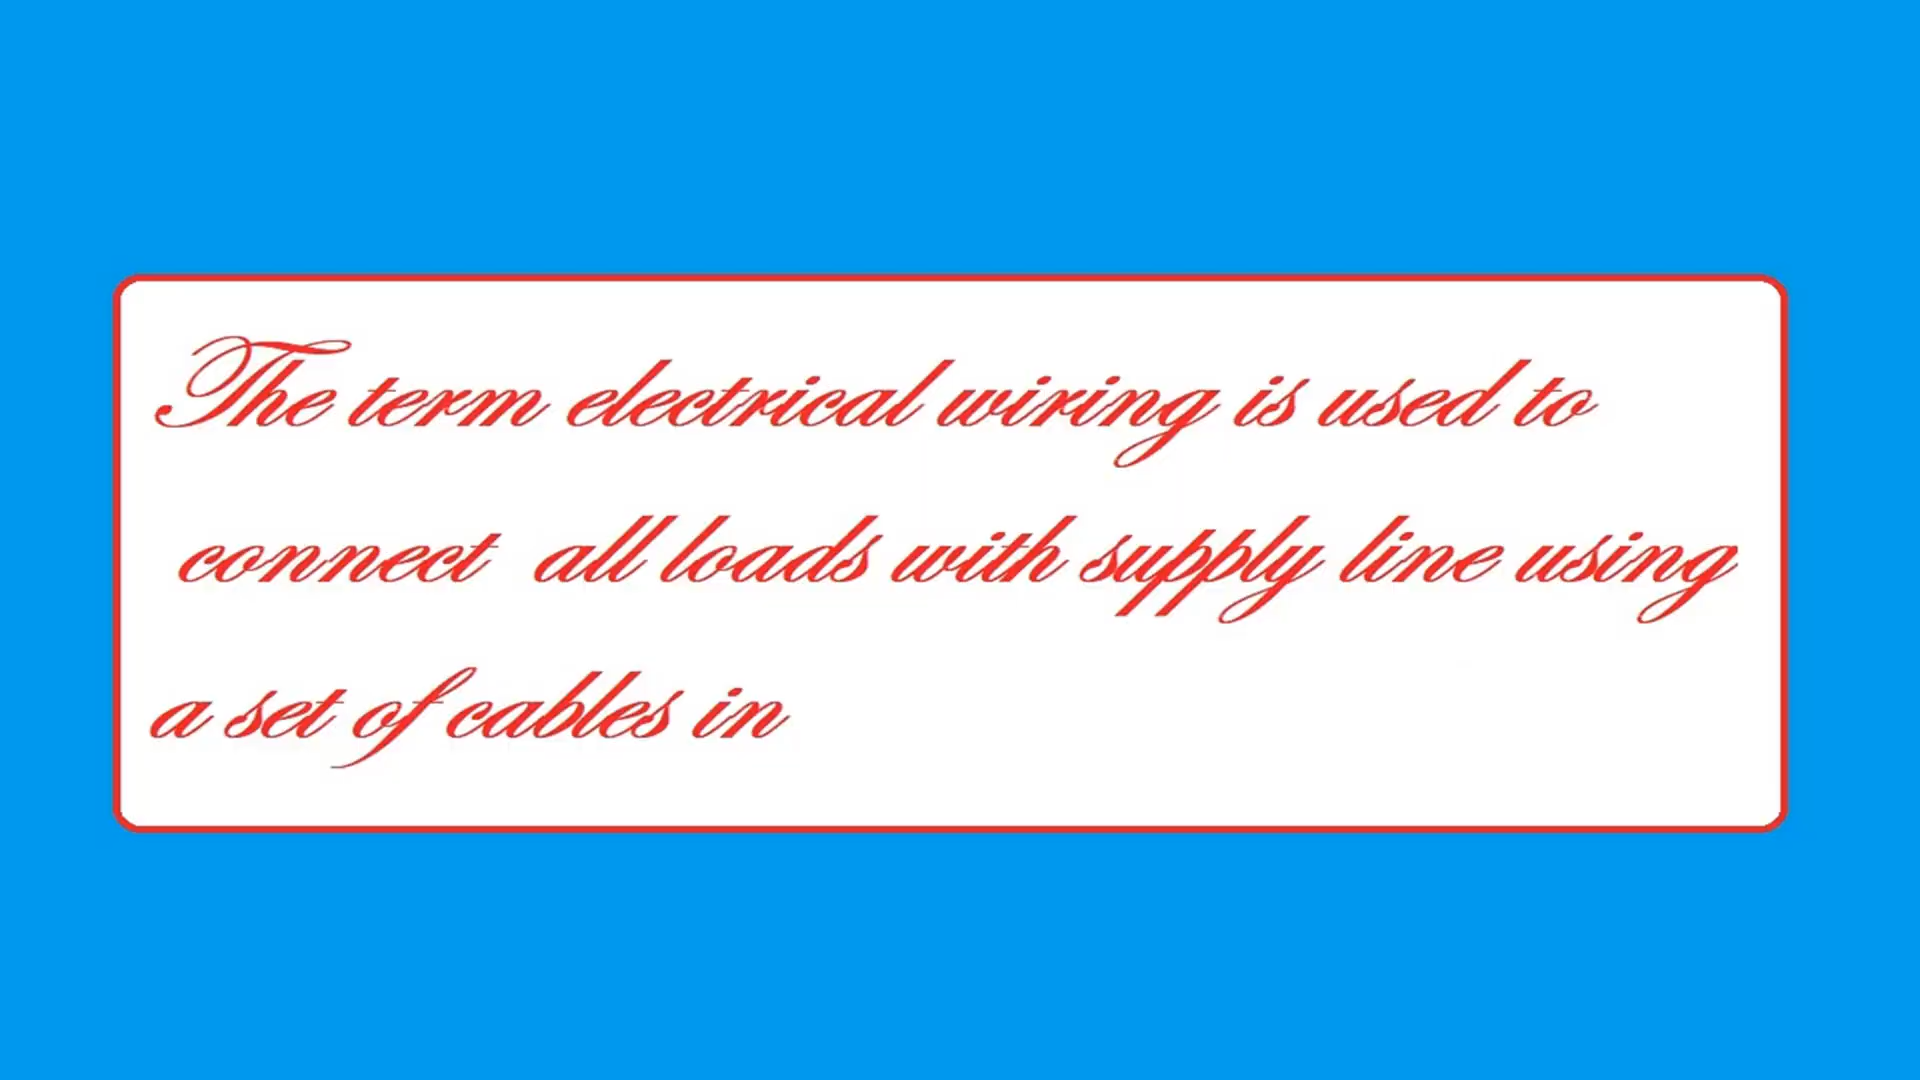 The term electrical wiring is used to
connect all loads with supply line using
a set of cables in